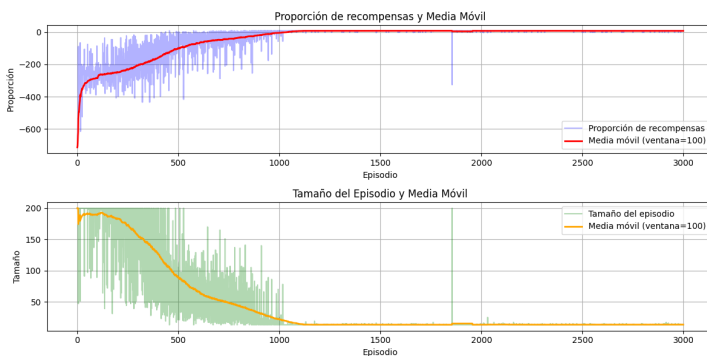 Proporción de recompensas y Media Móvil
Proporción
0
−200
−400
−600
0
500
1000
1500
2000
2500
3000
Episodio
Proporción de recompensas
Media móvil (ventana=100)
Tamaño del Episodio y Media Móvil
Tamaño
200
150
100
50
0
500
1000
1500
2000
2500
3000
Episodio
Tamaño del episodio
Media móvil (ventana=100)